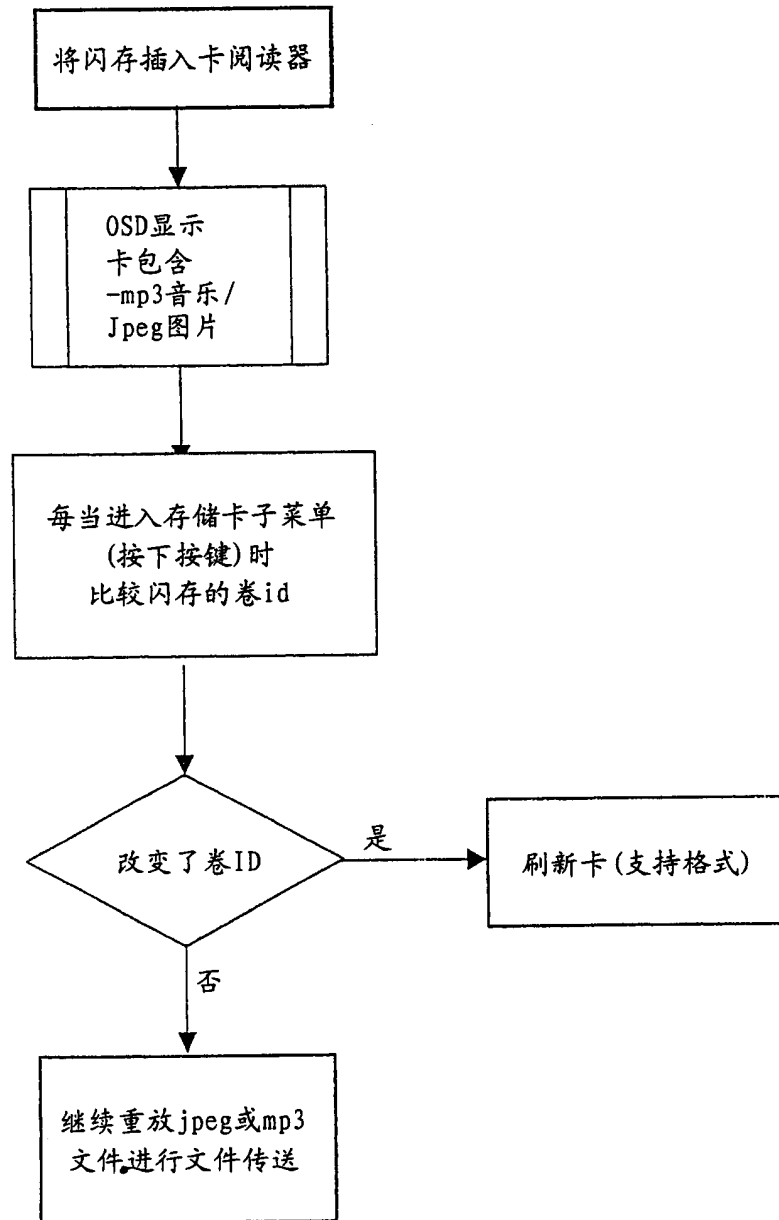 将闪存插入卡阅读器
OSD显示
卡包含
-mp3音乐/
Jpeg图片
每当进入存储卡子菜单
(按下按键)时
比较闪存的卷id
改变了卷ID
是
刷新卡(支持格式)
否
继续重放jpeg或mp3
文件,进行文件传送